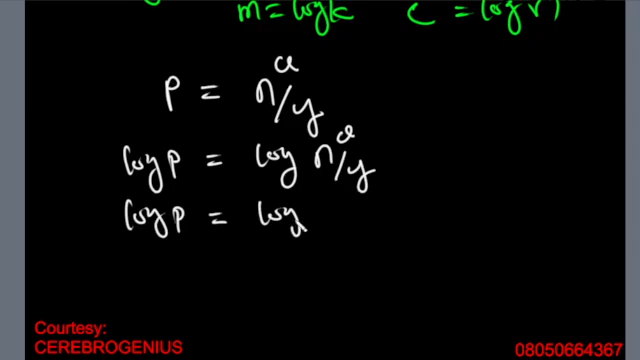 m = log k c = log r
p = n^a/y
log p = log n^a/y
log p = log
Courtesy:
CEREBROGENIUS 08050664367